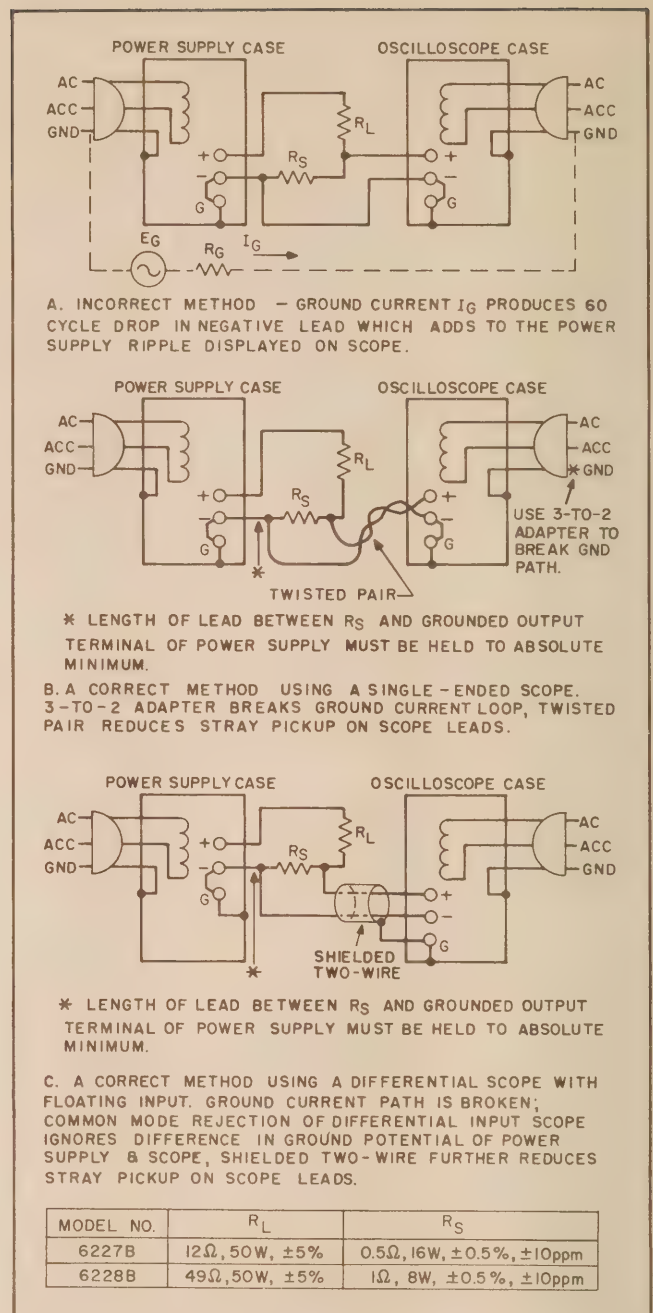 POWER SUPPLY CASE
OSCILLOSCOPE CASE
AC
ACC
GND
+
-
G
RS
RL
+
-
G
AC
ACC
GND
EG
RG
IG
A. INCORRECT METHOD - GROUND CURRENT IG PRODUCES 60
CYCLE DROP IN NEGATIVE LEAD WHICH ADDS TO THE POWER
SUPPLY RIPPLE DISPLAYED ON SCOPE.
POWER SUPPLY CASE
OSCILLOSCOPE CASE
AC
ACC
GND
+
-
G
RS
RL
+
-
G
AC
ACC
* GND
USE 3-TO-2
ADAPTER TO
BREAK GND
PATH.
*
TWISTED PAIR
* LENGTH OF LEAD BETWEEN RS AND GROUNDED OUTPUT
TERMINAL OF POWER SUPPLY MUST BE HELD TO ABSOLUTE
MINIMUM.
B. A CORRECT METHOD USING A SINGLE-ENDED SCOPE.
3-TO-2 ADAPTER BREAKS GROUND CURRENT LOOP, TWISTED
PAIR REDUCES STRAY PICKUP ON SCOPE LEADS.
POWER SUPPLY CASE
OSCILLOSCOPE CASE
AC
ACC
GND
+
-
G
RS
RL
+
-
G
AC
ACC
GND
SHIELDED
TWO-WIRE
*
* LENGTH OF LEAD BETWEEN RS AND GROUNDED OUTPUT
TERMINAL OF POWER SUPPLY MUST BE HELD TO ABSOLUTE
MINIMUM.
C. A CORRECT METHOD USING A DIFFERENTIAL SCOPE WITH
FLOATING INPUT. GROUND CURRENT PATH IS BROKEN;
COMMON MODE REJECTION OF DIFFERENTIAL INPUT SCOPE
IGNORES DIFFERENCE IN GROUND POTENTIAL OF POWER
SUPPLY & SCOPE, SHIELDED TWO-WIRE FURTHER REDUCES
STRAY PICKUP ON SCOPE LEADS.
MODEL NO. RL RS
6227B 12Ω, 50W, ±5% 0.5Ω, 16W, ±0.5%, ±10ppm
6228B 49Ω, 50W, ±5% 1Ω, 8W, ±0.5%, ±10ppm